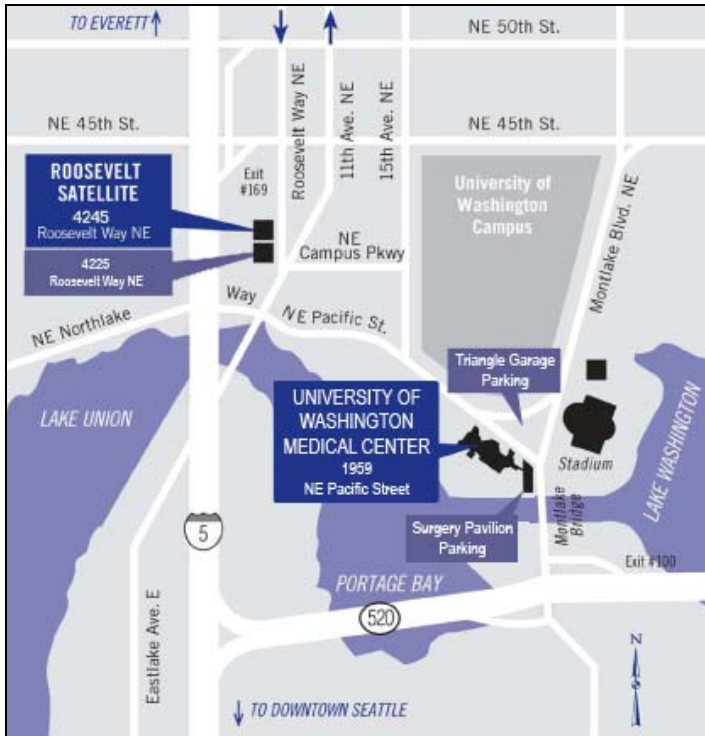 TO EVERETT ↑
NE 50th St.
Roosevelt Way NE
11th Ave. NE
15th Ave. NE
NE 45th St.
NE 45th St.
ROOSEVELT
SATELLITE
4245
Roosevelt Way NE
4225
Roosevelt Way NE
Exit
#169
University of
Washington
Campus
Montlake Blvd. NE
NE
Campus Pkwy
NE Northlake
Way
NE Pacific St.
Triangle Garage
Parking
LAKE UNION
UNIVERSITY OF
WASHINGTON
MEDICAL CENTER
1959
NE Pacific Street
Stadium
LAKE WASHINGTON
Surgery Pavilion
Parking
Montlake
Bridge
5
Exit #100
PORTAGE BAY
520
Eastlake Ave. E
N
↓ TO DOWNTOWN SEATTLE